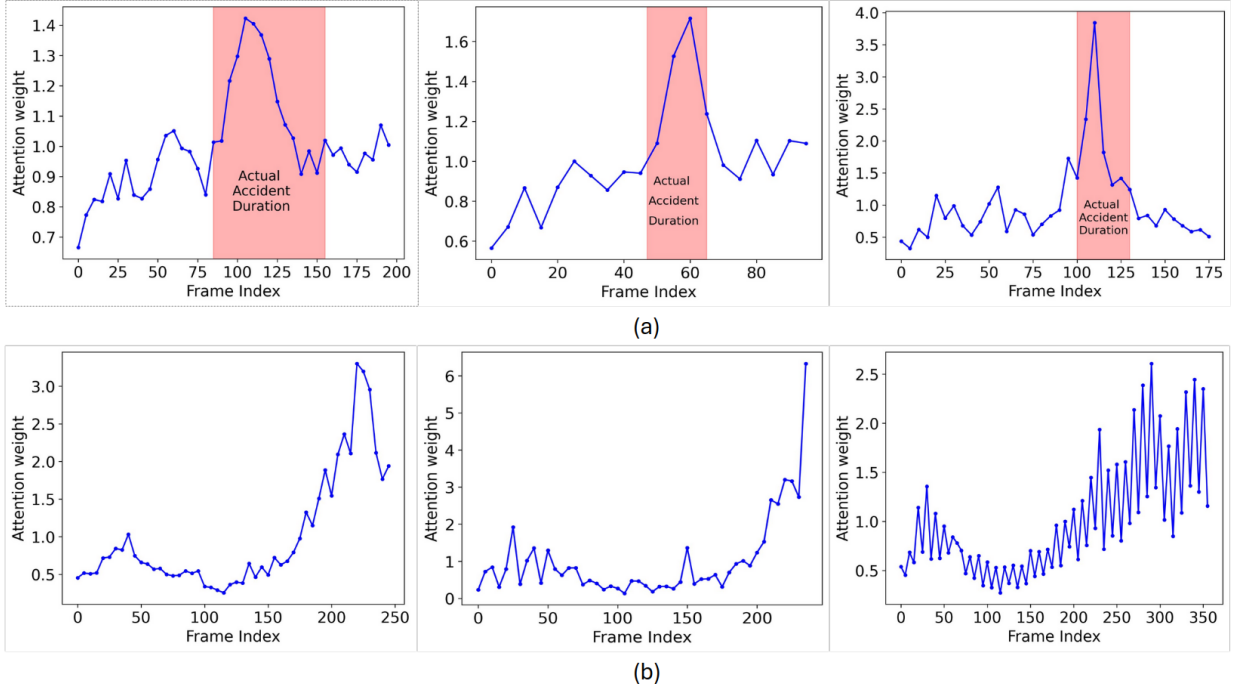 Attention weight
1.4
1.3
1.2
1.1
1.0
0.9
0.8
0.7
Actual
Accident
Duration
0 25 50 75 100 125 150 175 200
Frame Index
Attention weight
1.6
1.4
1.2
1.0
0.8
0.6
Actual
Accident
Duration
0 20 40 60 80
Frame Index
Attention weight
4.0
3.5
3.0
2.5
2.0
1.5
1.0
0.5
Actual
Accident
Duration
0 25 50 75 100 125 150 175
Frame Index
(a)
Attention weight
3.0
2.5
2.0
1.5
1.0
0.5
0 50 100 150 200 250
Frame Index
Attention weight
6
5
4
3
2
1
0
0 50 100 150 200
Frame Index
Attention weight
2.5
2.0
1.5
1.0
0.5
0 50 100 150 200 250 300 350
Frame Index
(b)